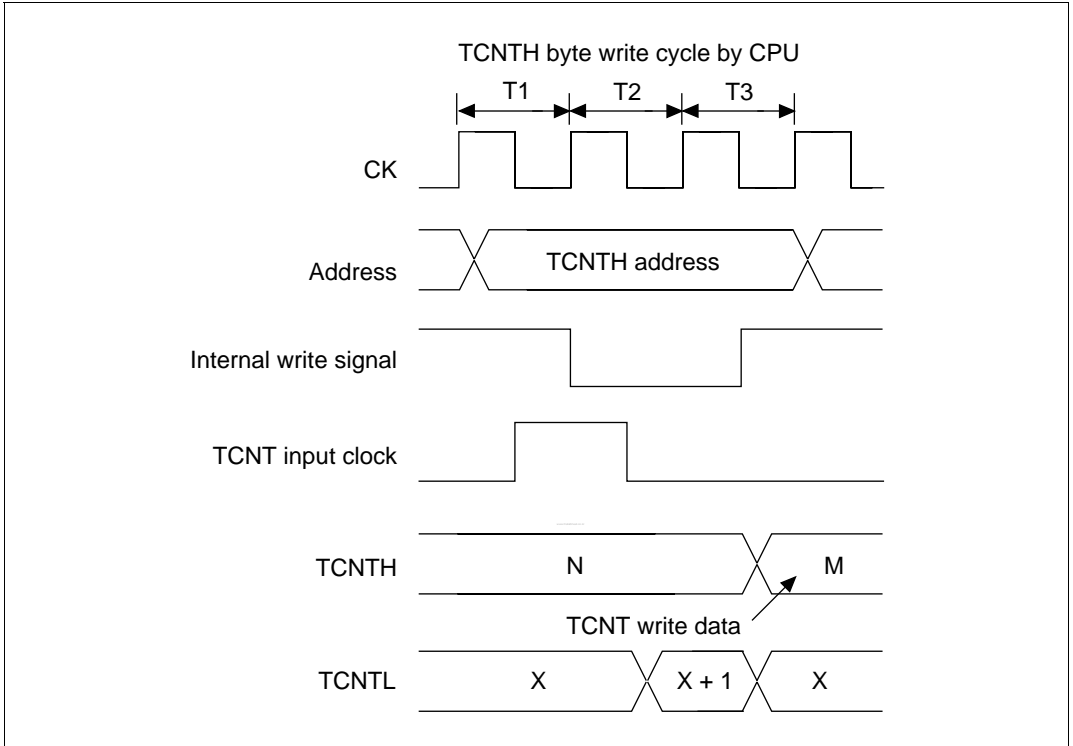 TCNTH byte write cycle by CPU
T1 T2 T3
CK
Address TCNTH address
Internal write signal
TCNT input clock
TCNTH N M
TCNT write data
TCNTL X X + 1 X